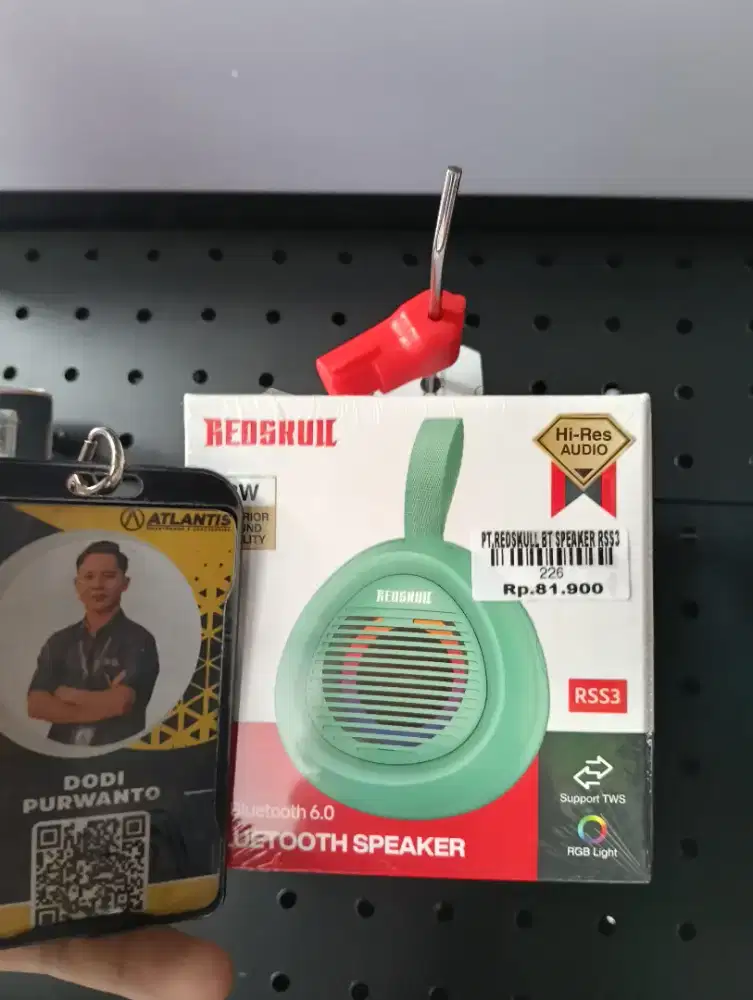 REDSKULL
Hi-Res
AUDIO
PT.REDSKULL BT SPEAKER RSS3
226
Rp.81.900
REDSKULL
RSS3
Support TWS
RGB Light
Bluetooth 6.0
UETOOTH SPEAKER
ATLANTIS
DODI
PURWANTO